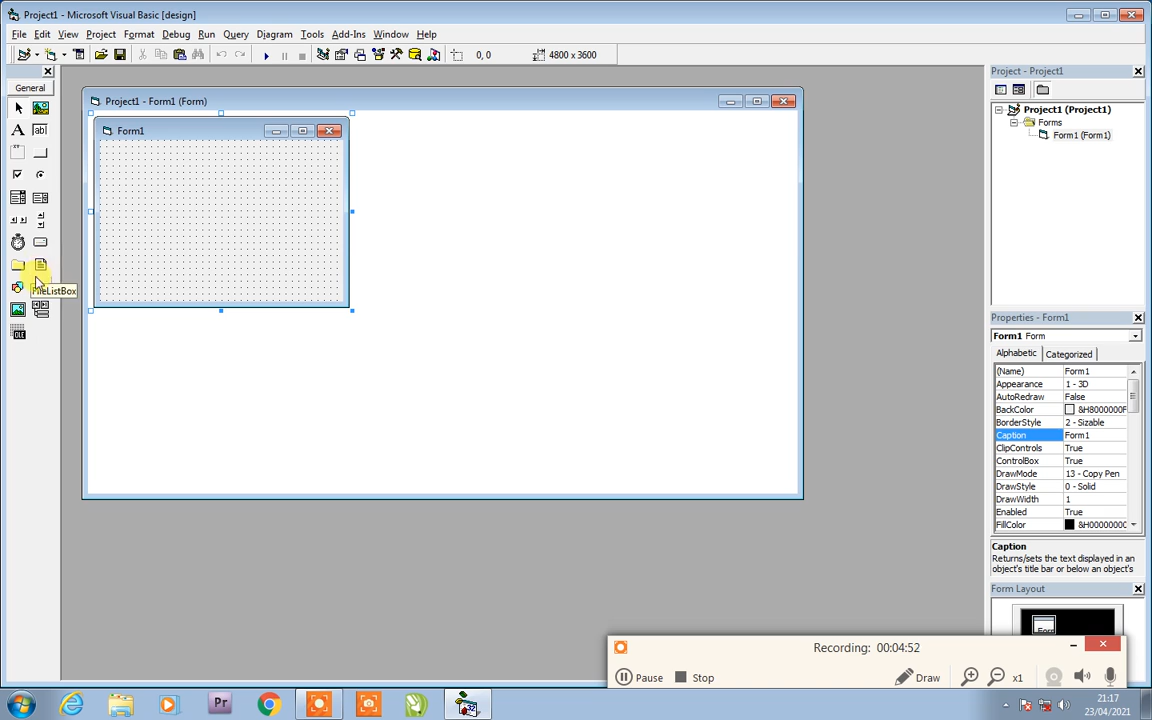 Project1 - Microsoft Visual Basic [design]
File Edit View Project Format Debug Run Query Diagram Tools Add-Ins Window Help
0, 0
4800 x 3600
General
A
ab|
FileListBox
OLE
Project1 - Form1 (Form)
Form1
Project - Project1
Project1 (Project1)
Forms
Form1 (Form1)
Properties - Form1
Form1 Form
Alphabetic Categorized
(Name) Form1
Appearance 1 - 3D
AutoRedraw False
BackColor &H8000000F
BorderStyle 2 - Sizable
Caption Form1
ClipControls True
ControlBox True
DrawMode 13 - Copy Pen
DrawStyle 0 - Solid
DrawWidth 1
Enabled True
FillColor &H0000000C
Caption
Returns/sets the text displayed in an
object's title bar or below an object's
Form Layout
Recording: 00:04:52
Pause Stop Draw x1
Pr
32
21:17
23/04/2021